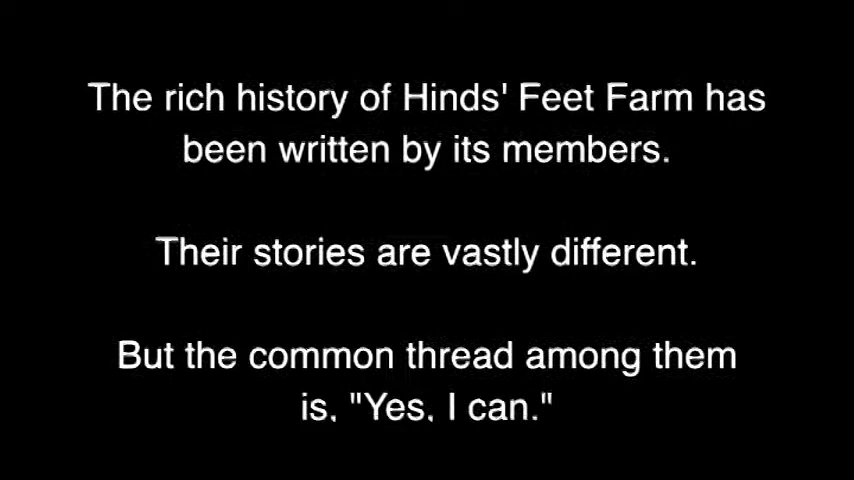 The rich history of Hinds' Feet Farm has
been written by its members.
Their stories are vastly different.
But the common thread among them
is, "Yes, I can."